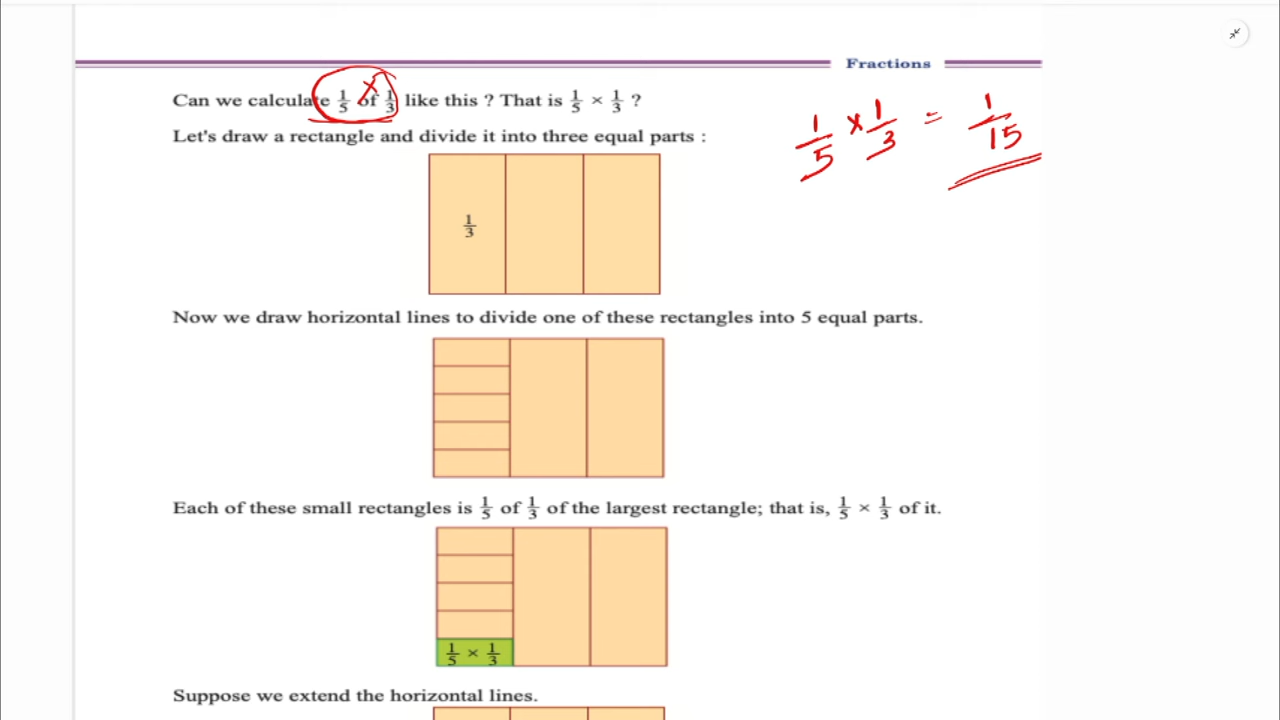 Fractions
Can we calculate 1/5 of 1/3 like this ? That is 1/5 × 1/3 ?
×
1/5 × 1/3 = 1/15
Let's draw a rectangle and divide it into three equal parts :
1/3
Now we draw horizontal lines to divide one of these rectangles into 5 equal parts.
Each of these small rectangles is 1/5 of 1/3 of the largest rectangle; that is, 1/5 × 1/3 of it.
1/5 × 1/3
Suppose we extend the horizontal lines.